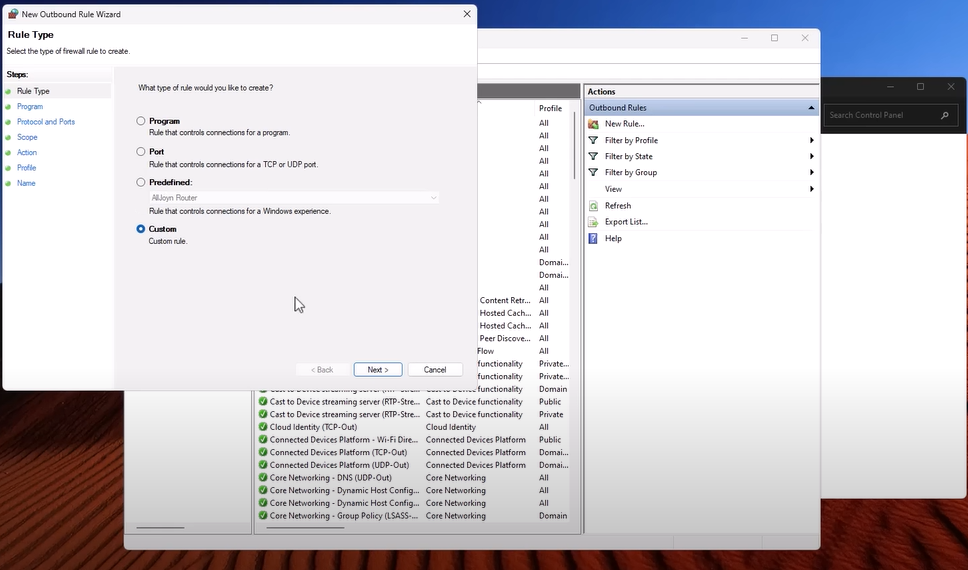 New Outbound Rule Wizard
Rule Type
Select the type of firewall rule to create.
Steps:
Rule Type
Program
Protocol and Ports
Scope
Action
Profile
Name
What type of rule would you like to create?
Program
Rule that controls connections for a program.
Port
Rule that controls connections for a TCP or UDP port.
Predefined:
AllJoyn Router
Rule that controls connections for a Windows experience.
Custom
Custom rule.
< Back
Next >
Cancel
Profile
All
All
All
All
All
All
All
All
All
All
All
Domai...
Domai...
All
Content Retr... All
Hosted Cach... All
Hosted Cach... All
Peer Discove... All
Flow All
functionality Private...
functionality Private...
functionality Domain
Cast to Device streaming server (RTP-Stre... Cast to Device functionality Public
Cast to Device streaming server (RTP-Stre... Cast to Device functionality Private
Cloud Identity (TCP-Out) Cloud Identity All
Connected Devices Platform - Wi-Fi Dire... Connected Devices Platform Public
Connected Devices Platform (TCP-Out) Connected Devices Platform Domai...
Connected Devices Platform (UDP-Out) Connected Devices Platform Domai...
Core Networking - DNS (UDP-Out) Core Networking All
Core Networking - Dynamic Host Config... Core Networking All
Core Networking - Dynamic Host Config... Core Networking All
Core Networking - Group Policy (LSASS-... Core Networking Domain
Actions
Outbound Rules
New Rule...
Filter by Profile
Filter by State
Filter by Group
View
Refresh
Export List...
Help
Search Control Panel